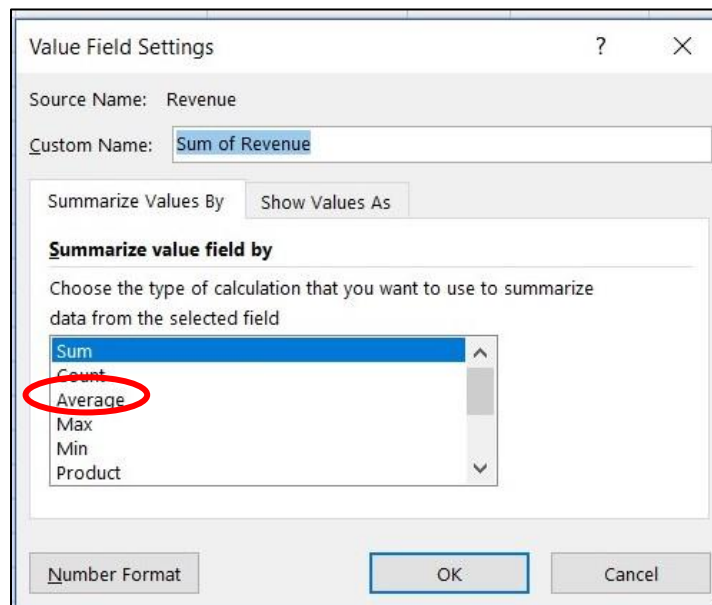 Value Field Settings ?
Source Name: Revenue
Custom Name: Sum of Revenue
Summarize Values By Show Values As
Summarize value field by
Choose the type of calculation that you want to use to summarize
data from the selected field
Sum
Count
Average
Max
Min
Product
Number Format OK Cancel